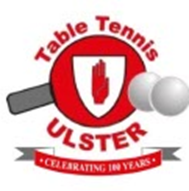 Table Tennis
ULSTER
• CELEBRATING 100 YEARS •